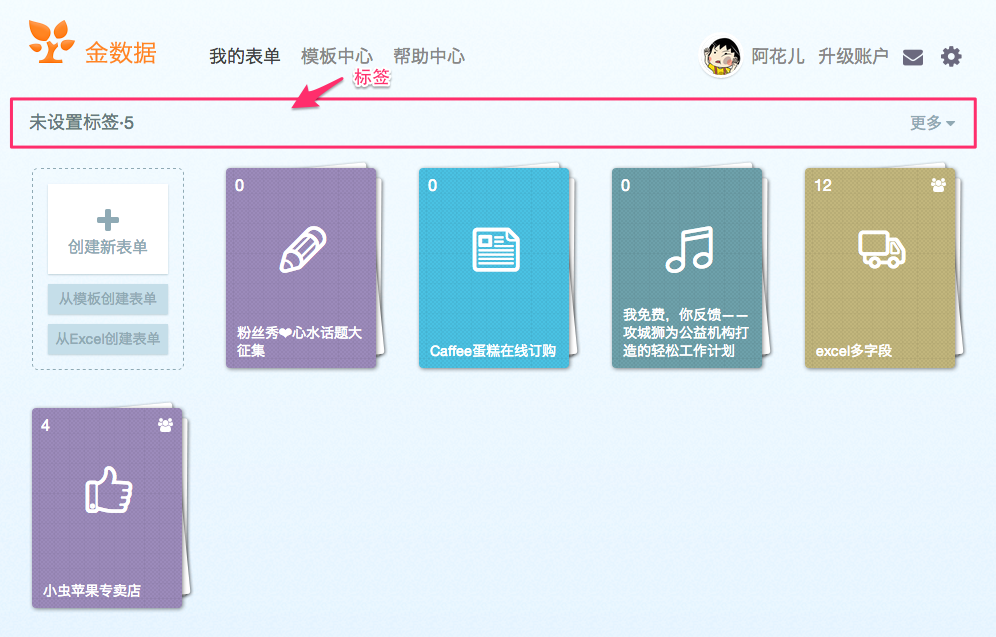 金数据
我的表单 模板中心 帮助中心
阿花儿 升级账户
标签
未设置标签·5
更多
创建新表单
从模板创建表单
从Excel创建表单
0
粉丝秀❤心水话题大
征集
0
Caffee蛋糕在线订购
0
我免费，你反馈——
攻城狮为公益机构打
造的轻松工作计划
12
excel多字段
4
小虫苹果专卖店